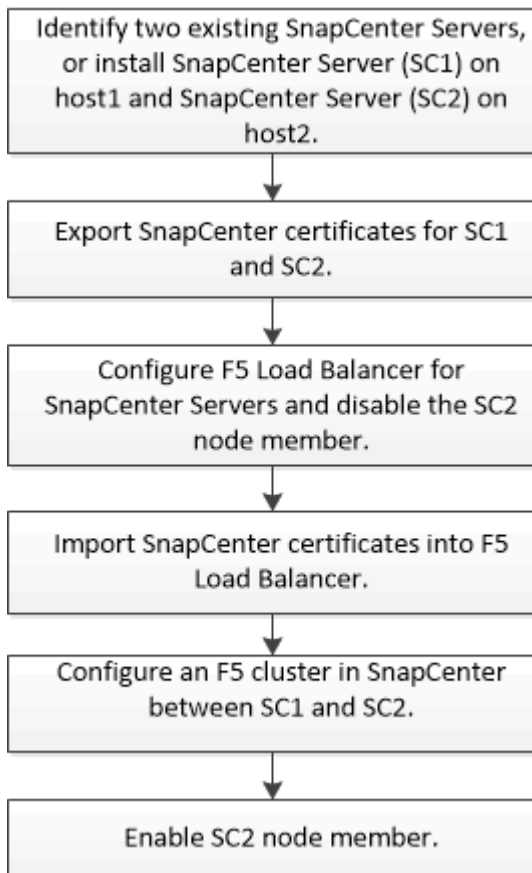 Identify two existing SnapCenter Servers,
or install SnapCenter Server (SC1) on
host1 and SnapCenter Server (SC2) on
host2.
Export SnapCenter certificates for SC1
and SC2.
Configure F5 Load Balancer for
SnapCenter Servers and disable the SC2
node member.
Import SnapCenter certificates into F5
Load Balancer.
Configure an F5 cluster in SnapCenter
between SC1 and SC2.
Enable SC2 node member.